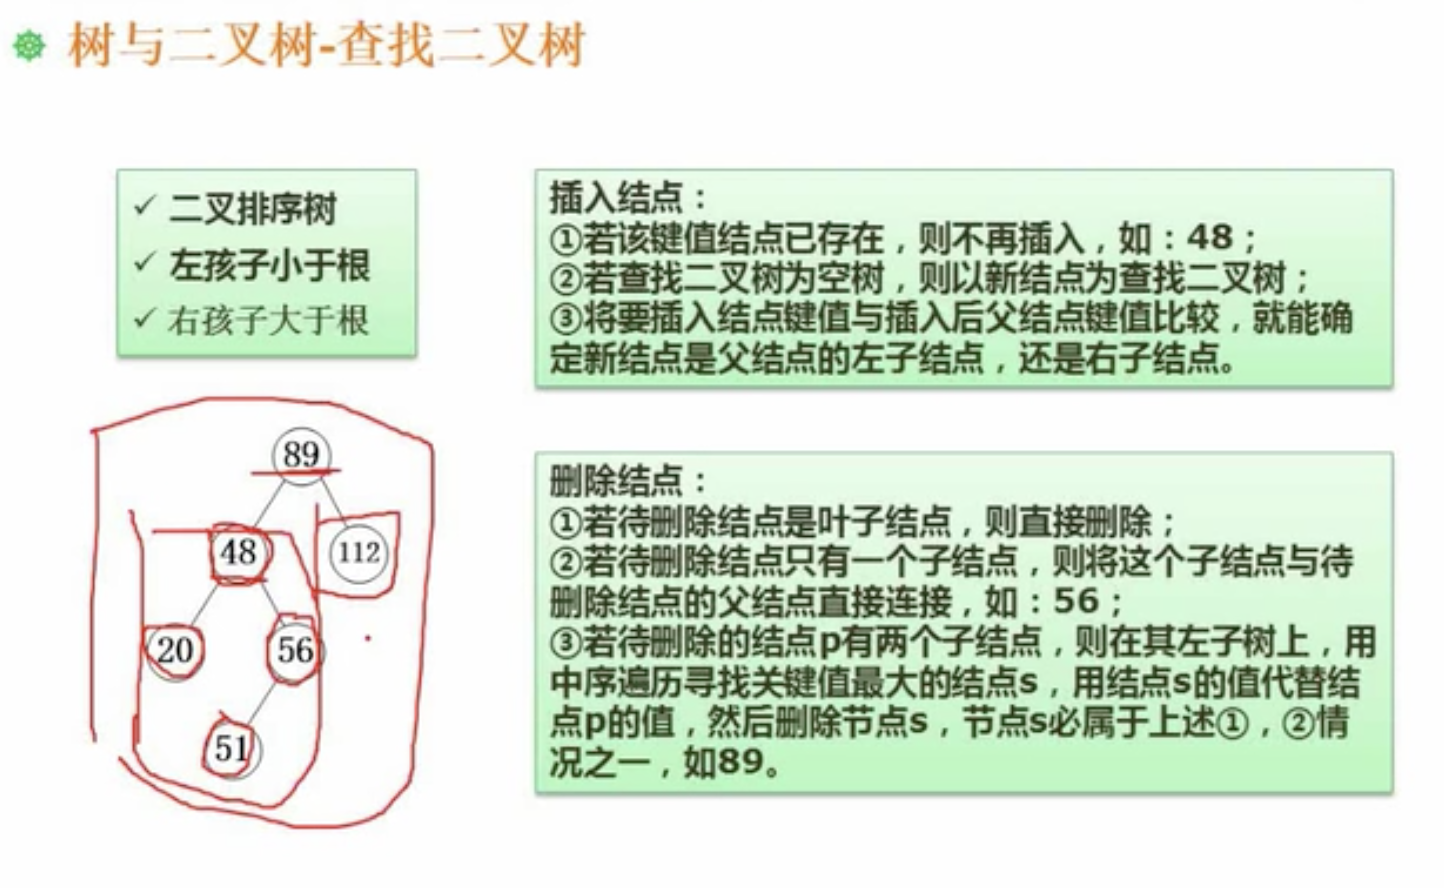 树与二叉树-查找二叉树
✓ 二叉排序树
✓ 左孩子小于根
✓ 右孩子大于根
插入结点：
①若该键值结点已存在，则不再插入，如：48；
②若查找二叉树为空树，则以新结点为查找二叉树；
③将要插入结点键值与插入后父结点键值比较，就能确
定新结点是父结点的左子结点，还是右子结点。
89
48
112
20
56
51
删除结点：
①若待删除结点是叶子结点，则直接删除；
②若待删除结点只有一个子结点，则将这个子结点与待
删除结点的父结点直接连接，如：56；
③若待删除的结点p有两个子结点，则在其左子树上，用
中序遍历寻找关键值最大的结点s，用结点s的值代替结
点p的值，然后删除节点s，节点s必属于上述①，②情
况之一，如89。